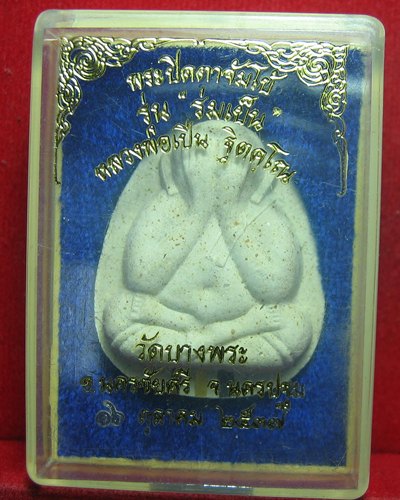 พระปิดตาจัมโบ้
รุ่น "ร่มเย็น"
หลวงพ่อเปิ่น ฐิตคุโณ
วัดบางพระ
อ.นครชัยศรี จ.นครปฐม
๑๖ ตุลาคม ๒๕๓๗